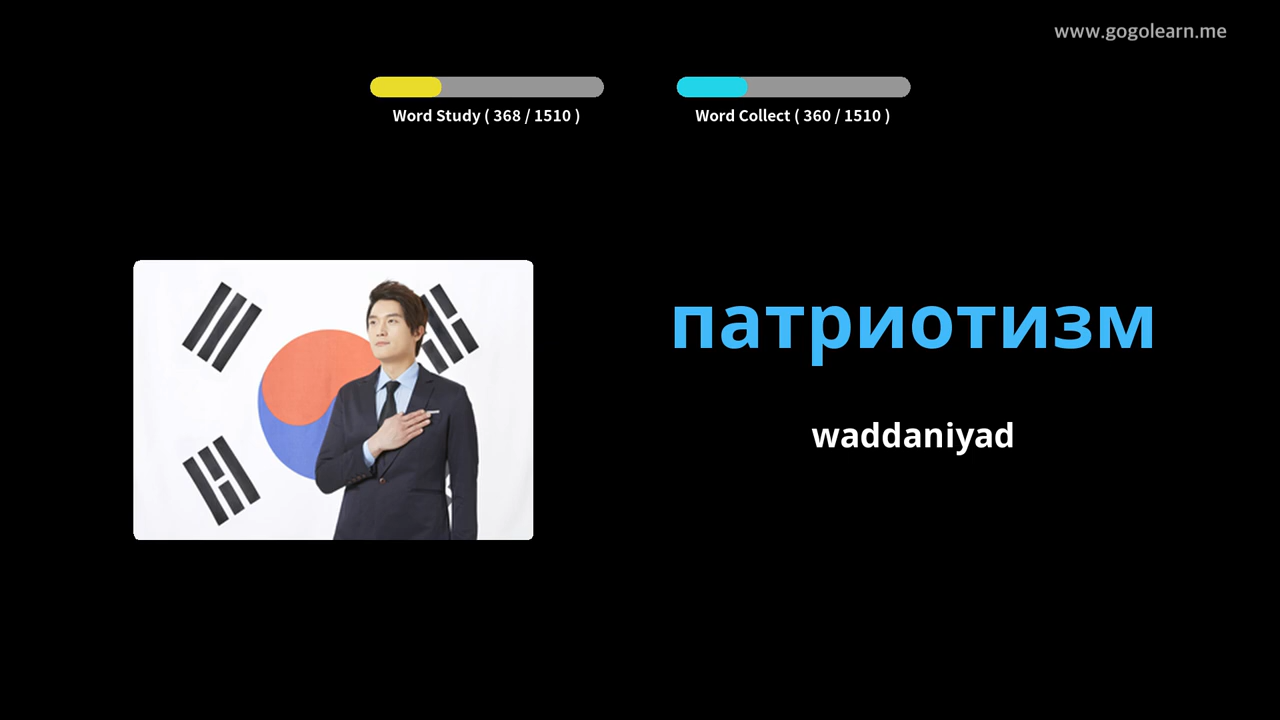 www.gogolearn.me
Word Study ( 368 / 1510 )
Word Collect ( 360 / 1510 )
патриотизм
waddaniyad